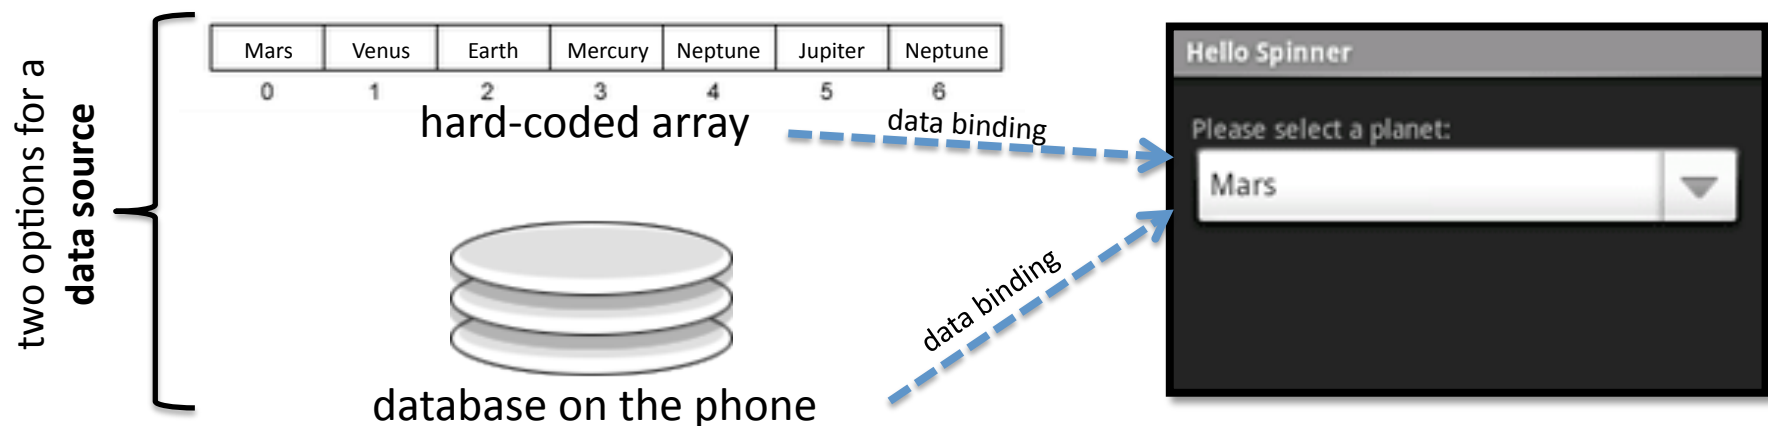 two options for a
data source
Mars Venus Earth Mercury Neptune Jupiter Neptune
0 1 2 3 4 5 6
hard-coded array
data binding
database on the phone
data binding
Hello Spinner
Please select a planet:
Mars